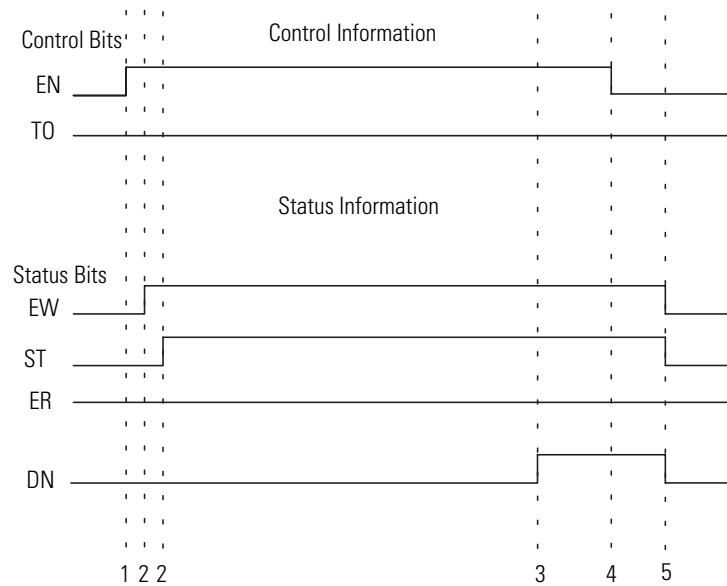 Control Information
Control Bits
EN
TO
Status Information
Status Bits
EW
ST
ER
DN
1 2 2 3 4 5